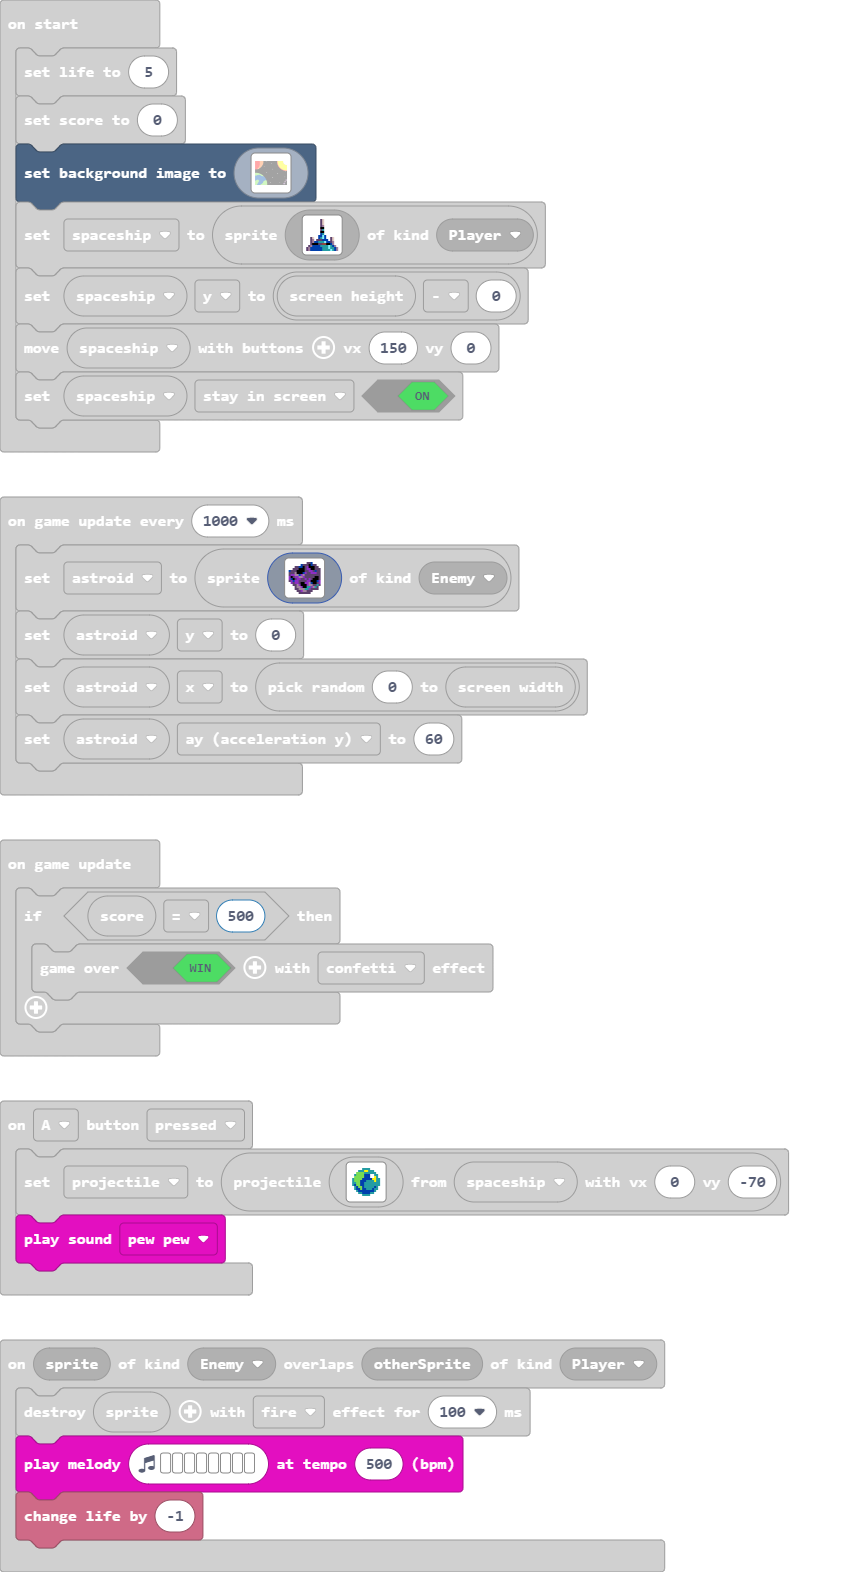 on start
set life to 5
set score to 0
set background image to
set spaceship to sprite of kind Player
set spaceship y to screen height - 0
move spaceship with buttons vx 150 vy 0
set spaceship stay in screen ON
on game update every 1000 ms
set astroid to sprite of kind Enemy
set astroid y to 0
set astroid x to pick random 0 to screen width
set astroid ay (acceleration y) to 60
on game update
if score = 500 then
game over WIN with confetti effect
on A button pressed
set projectile to projectile from spaceship with vx 0 vy -70
play sound pew pew
on sprite of kind Enemy overlaps otherSprite of kind Player
destroy sprite with fire effect for 100 ms
play melody at tempo 500 (bpm)
change life by -1